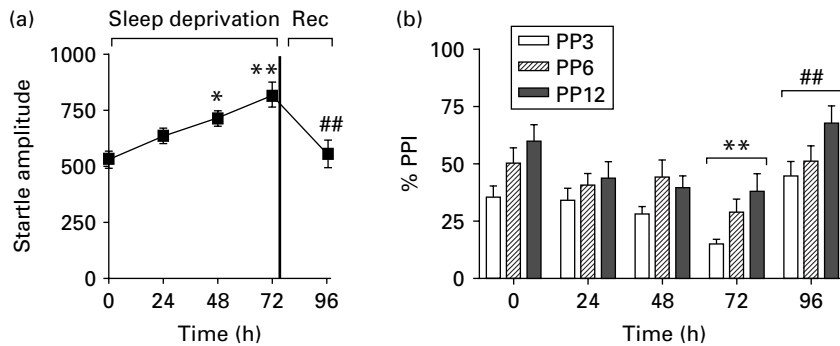 (a)
Sleep deprivation Rec
1000
750
500
250
0
Startle amplitude
* ** ##
0 24 48 72 96
Time (h)
(b)
PP3
PP6
PP12
100
75
50
25
0
% PPI
** ##
0 24 48 72 96
Time (h)